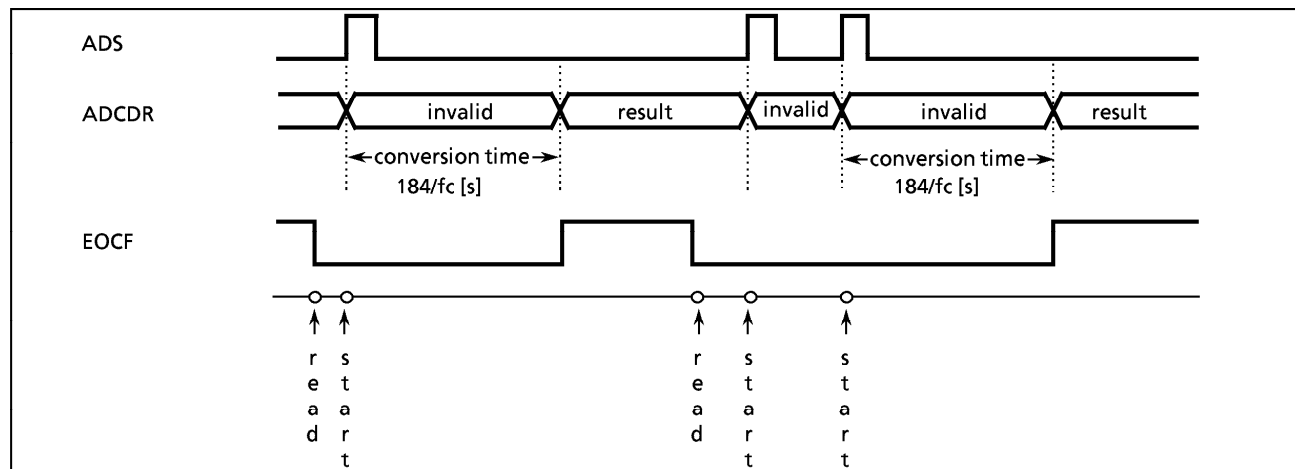 ADS
ADCDR
invalid
result
invalid
invalid
result
conversion time
184/fc [s]
conversion time
184/fc [s]
EOCF
read
start
read
start
start